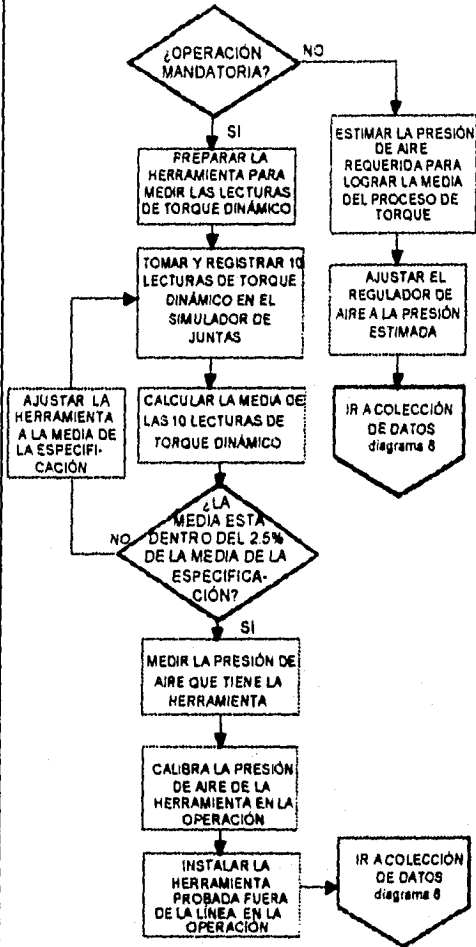 ¿OPERACIÓN
MANDATORIA?
NO
SI
PREPARAR LA
HERRAMIENTA PARA
MEDIR LAS LECTURAS
DE TORQUE DINÁMICO
ESTIMAR LA PRESIÓN
DE AIRE
REQUERIDA PARA
LOGRAR LA MEDIA
DEL PROCESO DE
TORQUE
TOMAR Y REGISTRAR 10
LECTURAS DE TORQUE
DINÁMICO EN EL
SIMULADOR DE
JUNTAS
AJUSTAR EL
REGULADOR DE
AIRE A LA PRESIÓN
ESTIMADA
AJUSTAR LA
HERRAMIENTA
A LA MEDIA DE
LA ESPECIFI-
CACIÓN
CALCULAR LA MEDIA DE
LAS 10 LECTURAS DE
TORQUE DINÁMICO
IR A COLECCIÓN
DE DATOS
diagrama 6
¿LA
MEDIA ESTÁ
DENTRO DEL 2.5%
DE LA MEDIA DE LA
ESPECIFICA-
CIÓN?
NO
SI
MEDIR LA PRESIÓN DE
AIRE QUE TIENE LA
HERRAMIENTA
CALIBRA LA PRESIÓN
DE AIRE DE LA
HERRAMIENTA EN LA
OPERACIÓN
INSTALAR LA
HERRAMIENTA
PROBADA FUERA
DE LA LÍNEA EN LA
OPERACIÓN
IR A COLECCIÓN
DE DATOS
diagrama 6